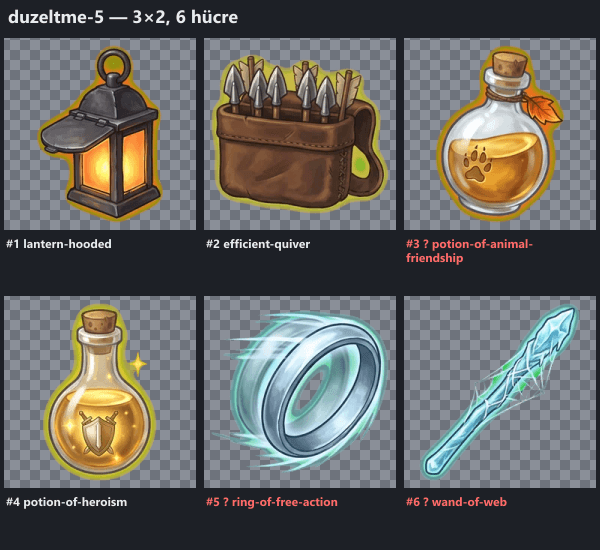 duzeltme-5 — 3×2, 6 hücre
#1 lantern-hooded
#2 efficient-quiver
#3 ? potion-of-animal-
friendship
#4 potion-of-heroism
#5 ? ring-of-free-action
#6 ? wand-of-web